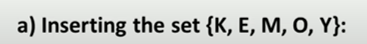 a) Inserting the set {K, E, M, O, Y}: